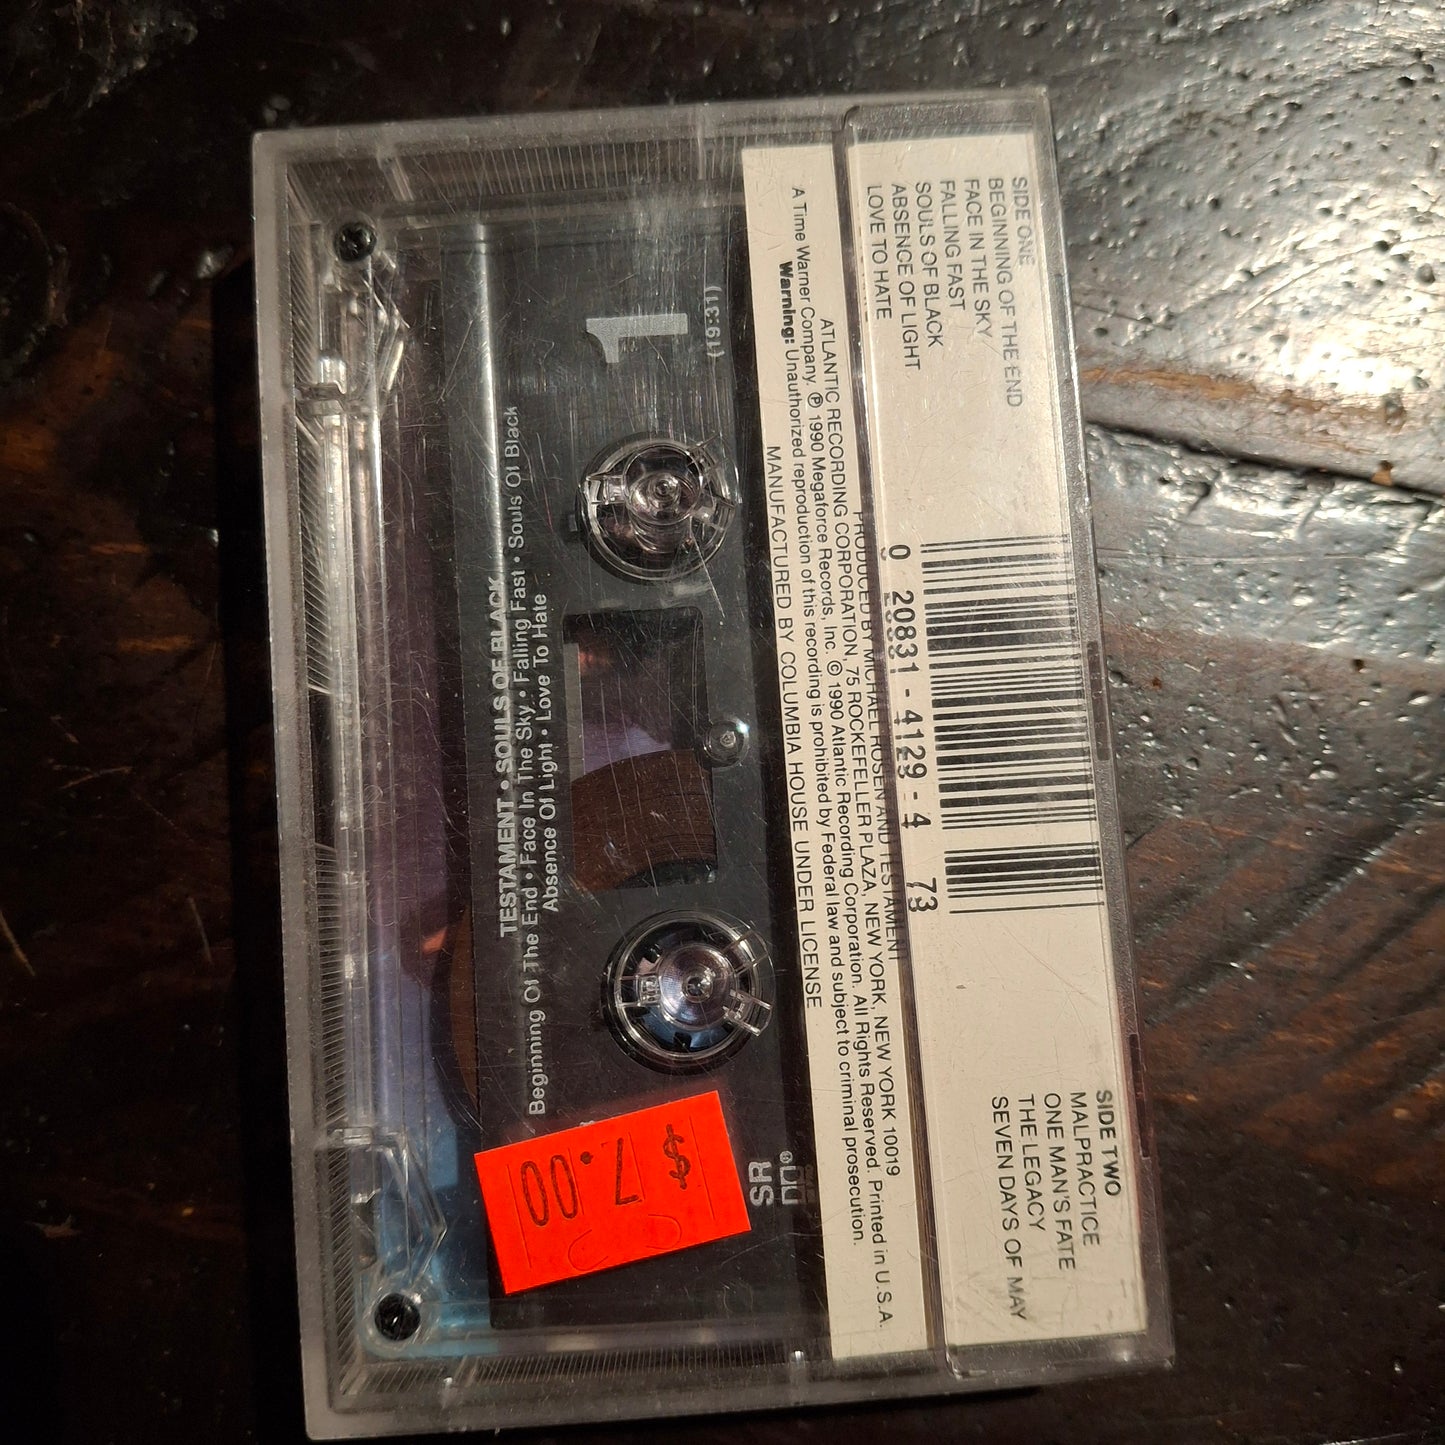 SIDE ONE
BEGINNING OF THE END
FACE IN THE SKY
FALLING FAST
SOULS OF BLACK
ABSENCE OF LIGHT
LOVE TO HATE
0 20831-4129-4 73
SIDE TWO
MALPRACTICE
ONE MAN'S FATE
THE LEGACY
SEVEN DAYS OF MAY
PRODUCED BY MICHAEL ROSEN AND TESTAMENT
ATLANTIC RECORDING CORPORATION, 75 ROCKEFELLER PLAZA, NEW YORK, NEW YORK 10019
A Time Warner Company. ℗ 1990 Megaforce Records, Inc. © 1990 Atlantic Recording Corporation. All Rights Reserved. Printed in U.S.A.
Warning: Unauthorized reproduction of this recording is prohibited by Federal law and subject to criminal prosecution.
MANUFACTURED BY COLUMBIA HOUSE UNDER LICENSE
(19:31)
1
SR
TESTAMENT • SOULS OF BLACK
Beginning Of The End • Face In The Sky • Falling Fast • Souls Of Black
Absence Of Light • Love To Hate
$7.00